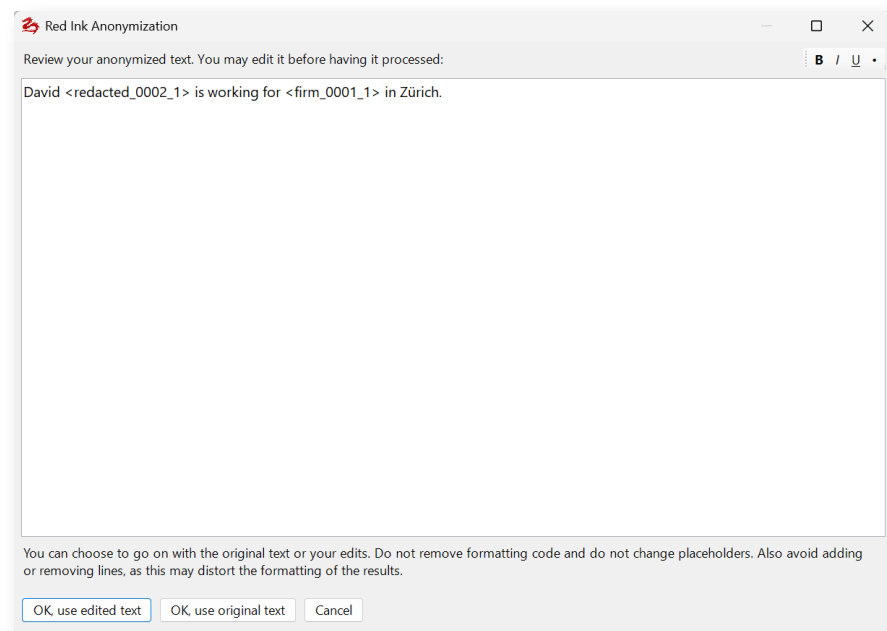 Red Ink Anonymization
Review your anonymized text. You may edit it before having it processed:
B I U
David <redacted_0002_1> is working for <firm_0001_1> in Zürich.
You can choose to go on with the original text or your edits. Do not remove formatting code and do not change placeholders. Also avoid adding
or removing lines, as this may distort the formatting of the results.
OK, use edited text OK, use original text Cancel